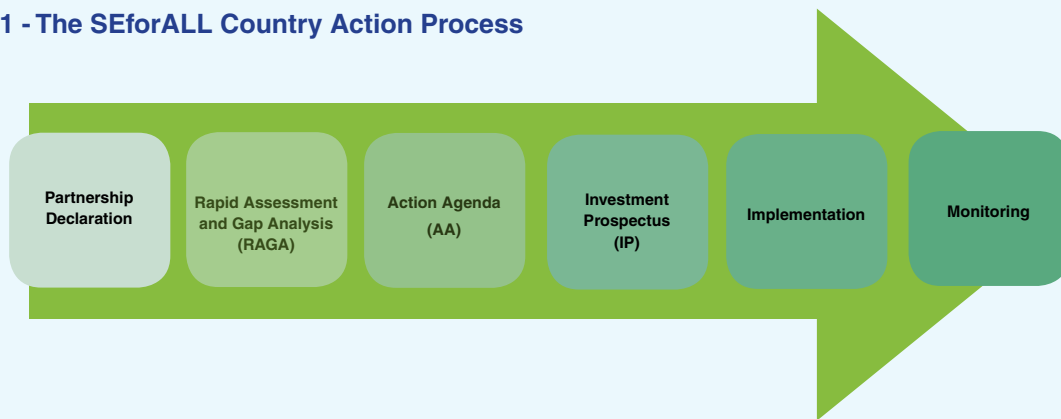 1 - The SEforALL Country Action Process
Partnership
Declaration
Rapid Assessment
and Gap Analysis
(RAGA)
Action Agenda
(AA)
Investment
Prospectus
(IP)
Implementation
Monitoring